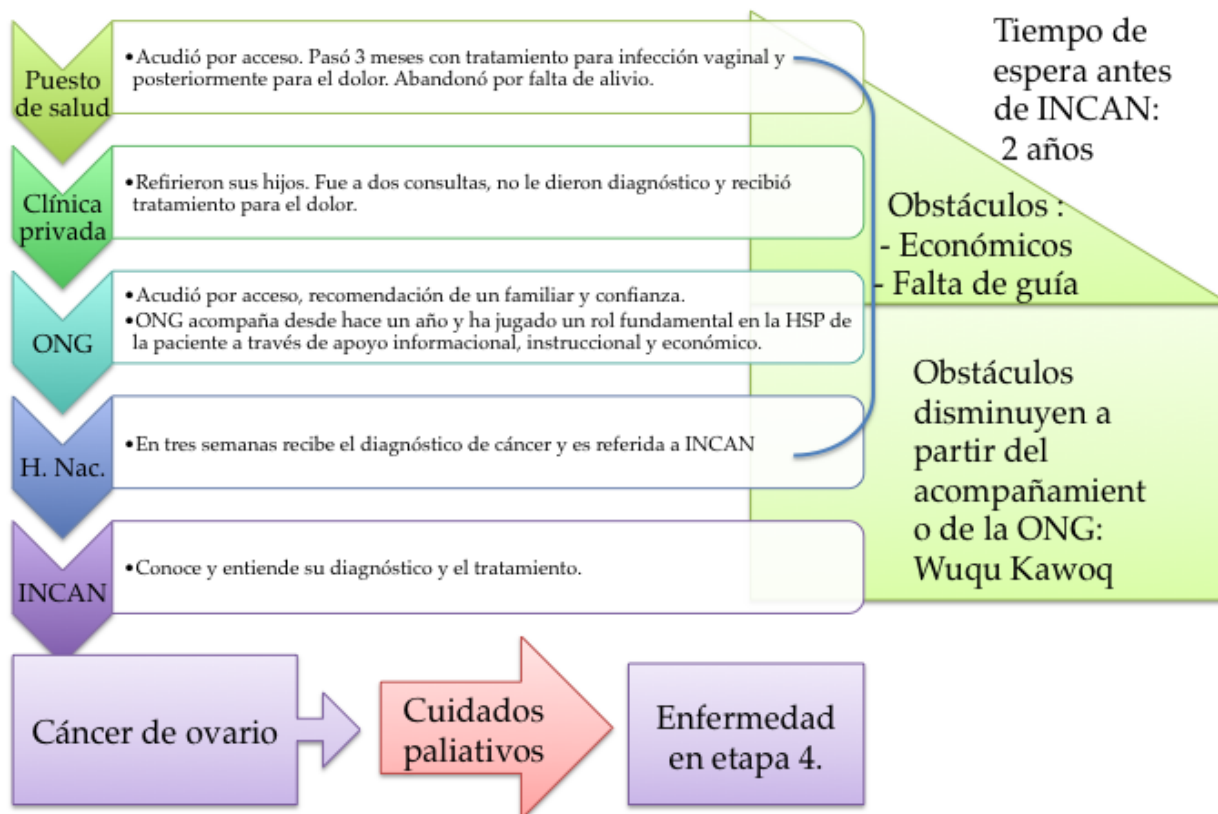 Puesto
de salud
•Acudió por acceso. Pasó 3 meses con tratamiento para infección vaginal y
posteriormente para el dolor. Abandonó por falta de alivio.
Clínica
privada
•Refirieron sus hijos. Fue a dos consultas, no le dieron diagnóstico y recibió
tratamiento para el dolor.
ONG
•Acudió por acceso, recomendación de un familiar y confianza.
•ONG acompaña desde hace un año y ha jugado un rol fundamental en la HSP de
la paciente a través de apoyo informacional, instruccional y económico.
H. Nac.
•En tres semanas recibe el diagnóstico de cáncer y es referida a INCAN
INCAN
•Conoce y entiende su diagnóstico y el tratamiento.
Tiempo de
espera antes
de INCAN:
2 años
Obstáculos :
- Económicos
- Falta de guía
Obstáculos
disminuyen a
partir del
acompañamient
o de la ONG:
Wuqu Kawoq
Cáncer de ovario
Cuidados
paliativos
Enfermedad
en etapa 4.